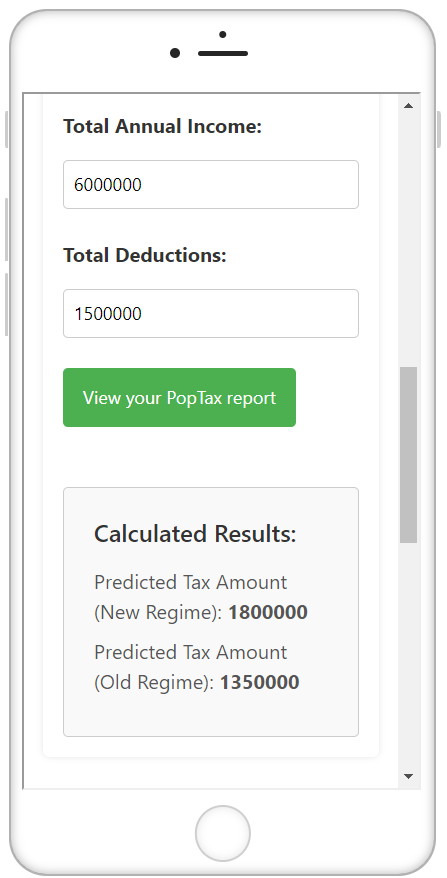 Total Annual Income:
6000000
Total Deductions:
1500000
View your PopTax report
Calculated Results:
Predicted Tax Amount
(New Regime): 1800000
Predicted Tax Amount
(Old Regime): 1350000